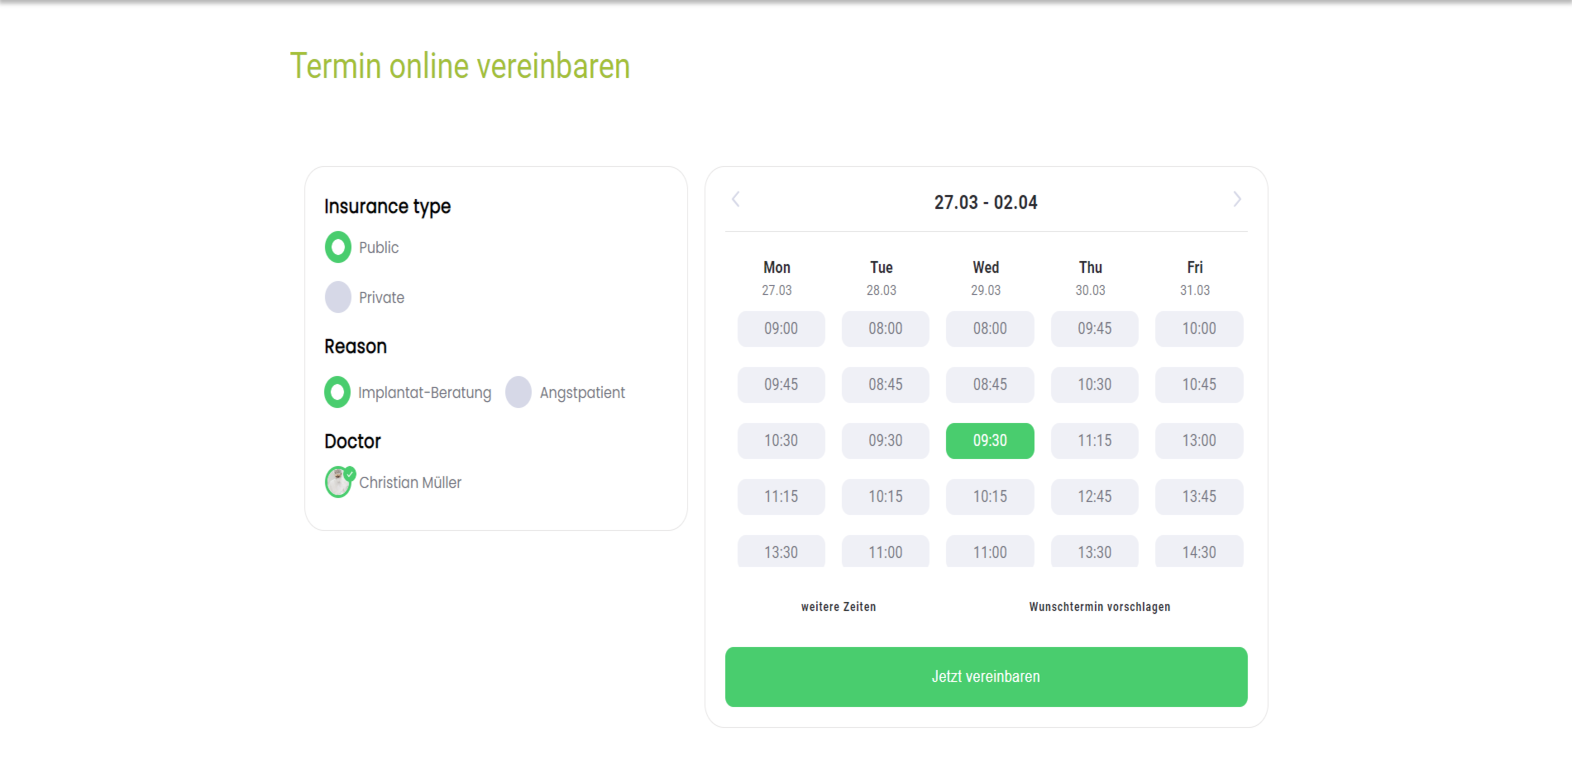 Termin online vereinbaren
Insurance type
Public
Private
Reason
Implantat-Beratung Angstpatient
Doctor
Christian Müller
27.03 - 02.04
Mon Tue Wed Thu Fri
27.03 28.03 29.03 30.03 31.03
09:00 08:00 08:00 09:45 10:00
09:45 08:45 08:45 10:30 10:45
10:30 09:30 09:30 11:15 13:00
11:15 10:15 10:15 12:45 13:45
13:30 11:00 11:00 13:30 14:30
weitere Zeiten Wunschtermin vorschlagen
Jetzt vereinbaren